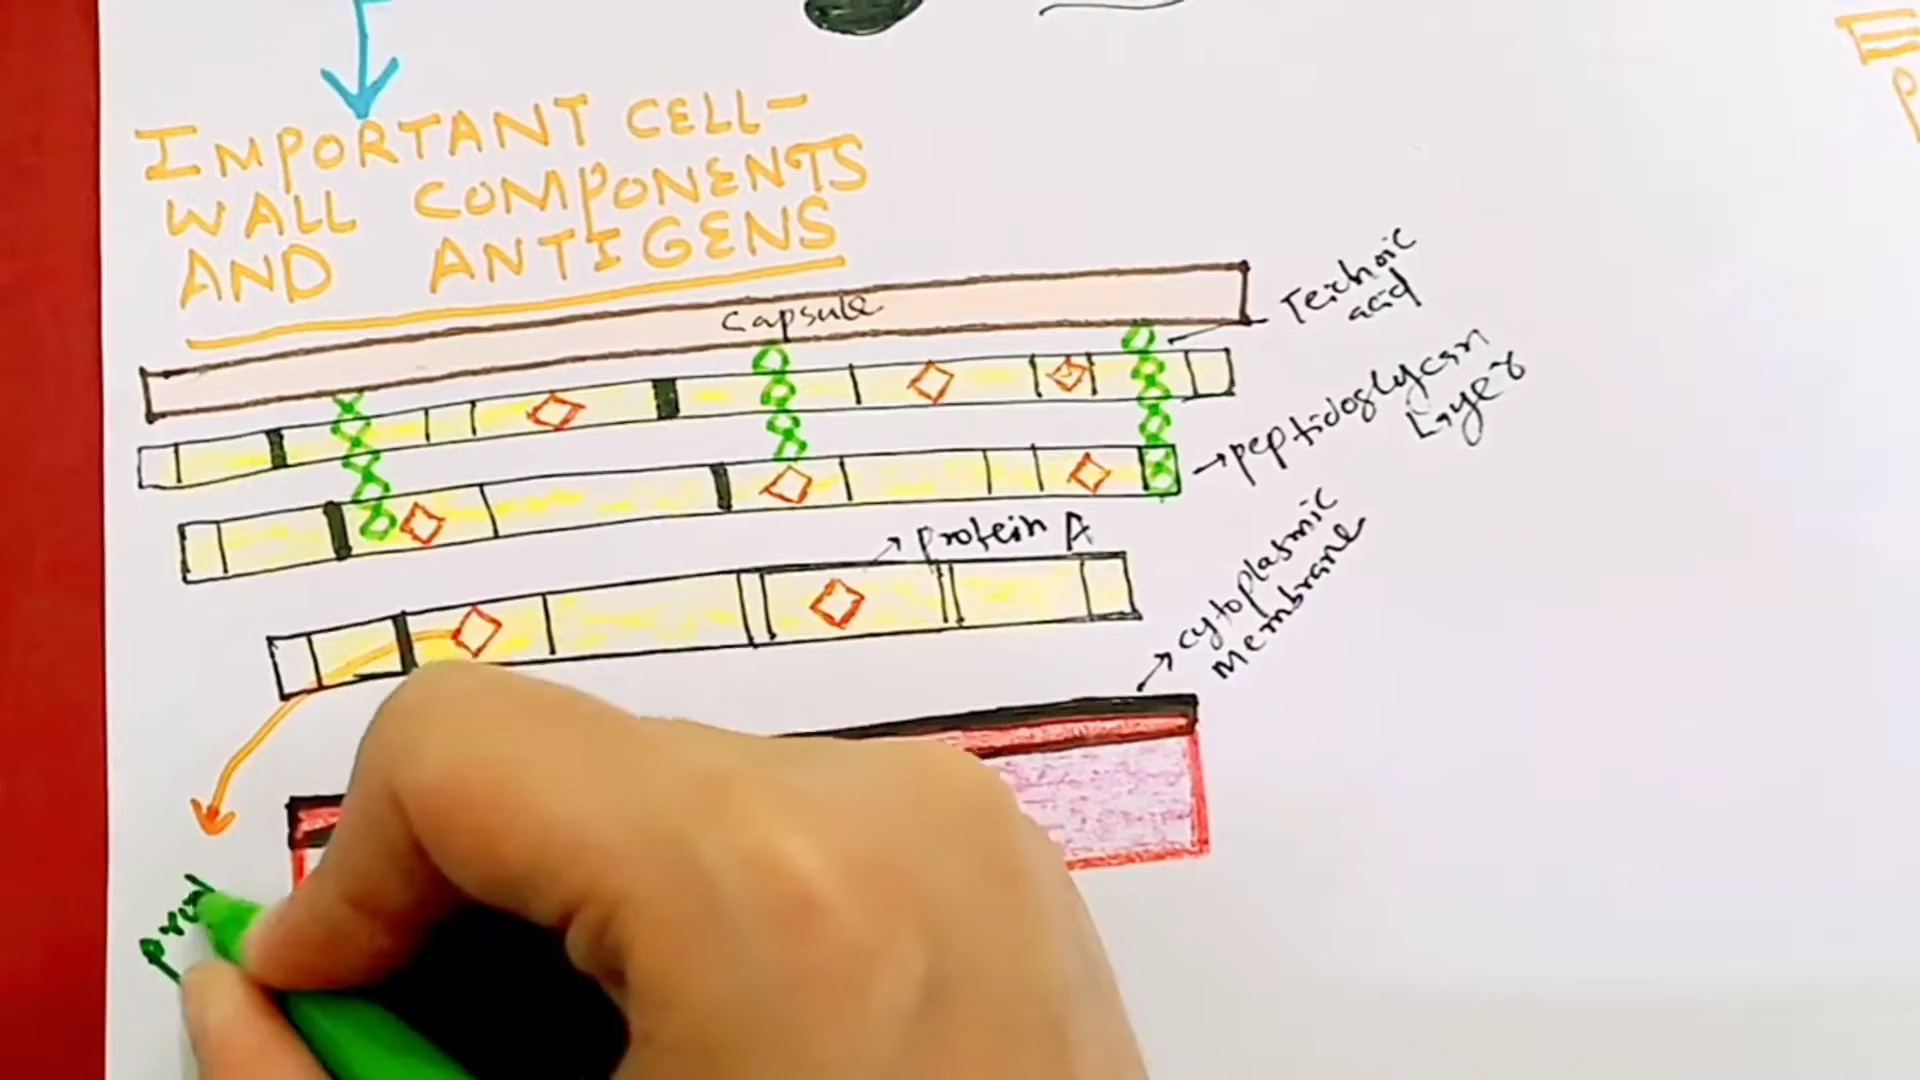 IMPORTANT CELL-
WALL COMPONENTS
AND ANTIGENS
Capsule
Teichoic
acid
peptidoglycan
Layer
protein A
cytoplasmic
membrane